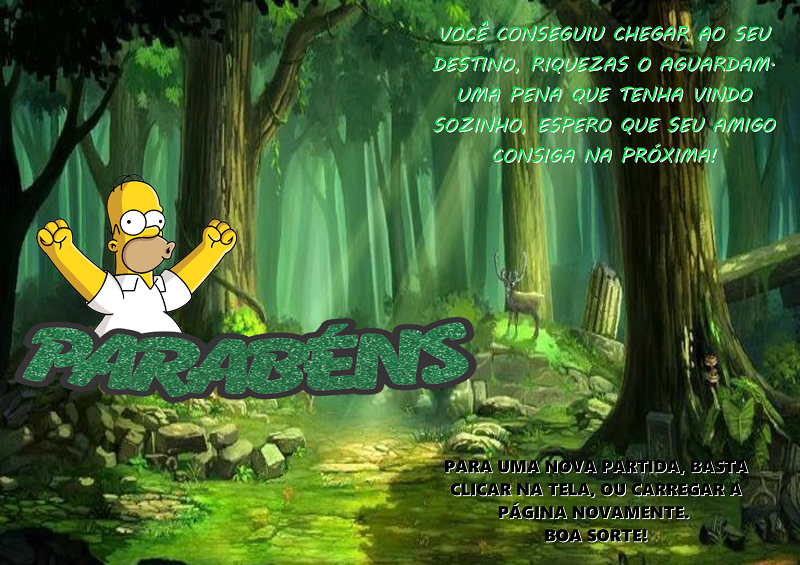 VOCÊ CONSEGUIU CHEGAR AO SEU
DESTINO, RIQUEZAS O AGUARDAM.
UMA PENA QUE TENHA VINDO
SOZINHO, ESPERO QUE SEU AMIGO
CONSIGA NA PRÓXIMA!
PARABÉNS
PARA UMA NOVA PARTIDA, BASTA
CLICAR NA TELA, OU CARREGAR A
PÁGINA NOVAMENTE.
BOA SORTE!